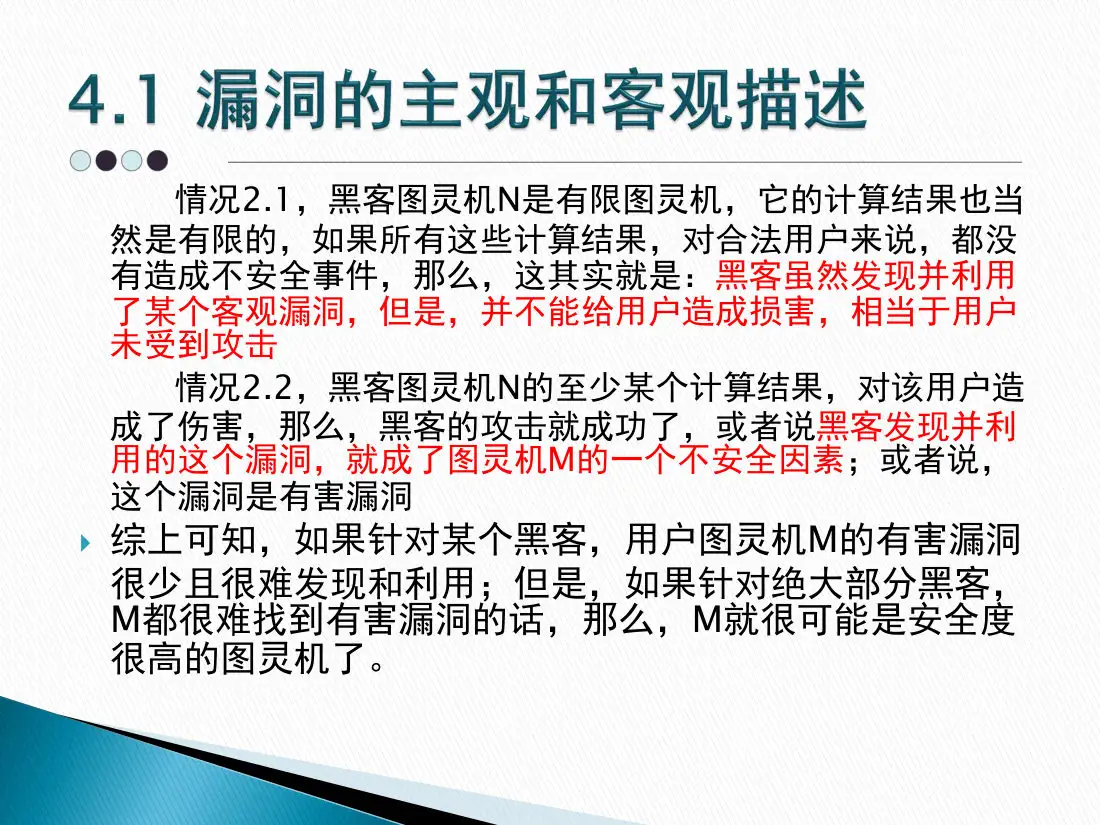 4.1 漏洞的主观和客观描述
情况2.1，黑客图灵机N是有限图灵机，它的计算结果也当
然是有限的，如果所有这些计算结果，对合法用户来说，都没
有造成不安全事件，那么，这其实就是：黑客虽然发现并利用
了某个客观漏洞，但是，并不能给用户造成损害，相当于用户
未受到攻击
情况2.2，黑客图灵机N的至少某个计算结果，对该用户造
成了伤害，那么，黑客的攻击就成功了，或者说黑客发现并利
用的这个漏洞，就成了图灵机M的一个不安全因素；或者说，
这个漏洞是有害漏洞
综上可知，如果针对某个黑客，用户图灵机M的有害漏洞
很少且很难发现和利用；但是，如果针对绝大部分黑客，
M都很难找到有害漏洞的话，那么，M就很可能是安全度
很高的图灵机了。